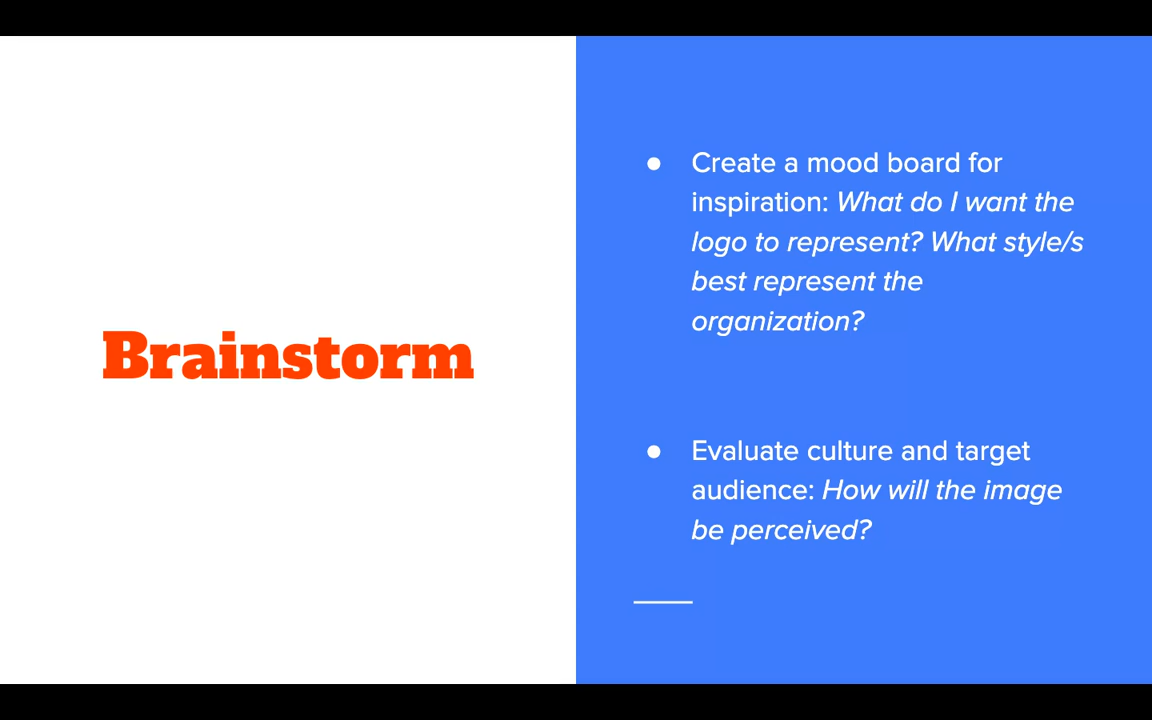 Brainstorm
● Create a mood board for
inspiration: What do I want the
logo to represent? What style/s
best represent the
organization?
● Evaluate culture and target
audience: How will the image
be perceived?